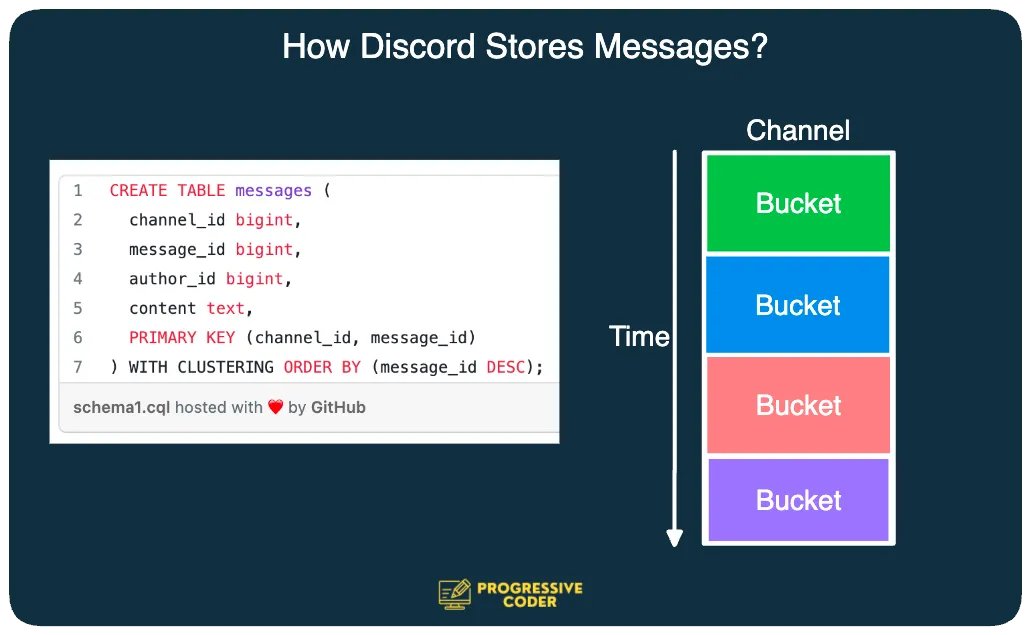 How Discord Stores Messages?
1 CREATE TABLE messages (
2 channel_id bigint,
3 message_id bigint,
4 author_id bigint,
5 content text,
6 PRIMARY KEY (channel_id, message_id)
7 ) WITH CLUSTERING ORDER BY (message_id DESC);
schema1.cql hosted with ❤ by GitHub
Channel
Time
Bucket
Bucket
Bucket
Bucket
PROGRESSIVE
CODER